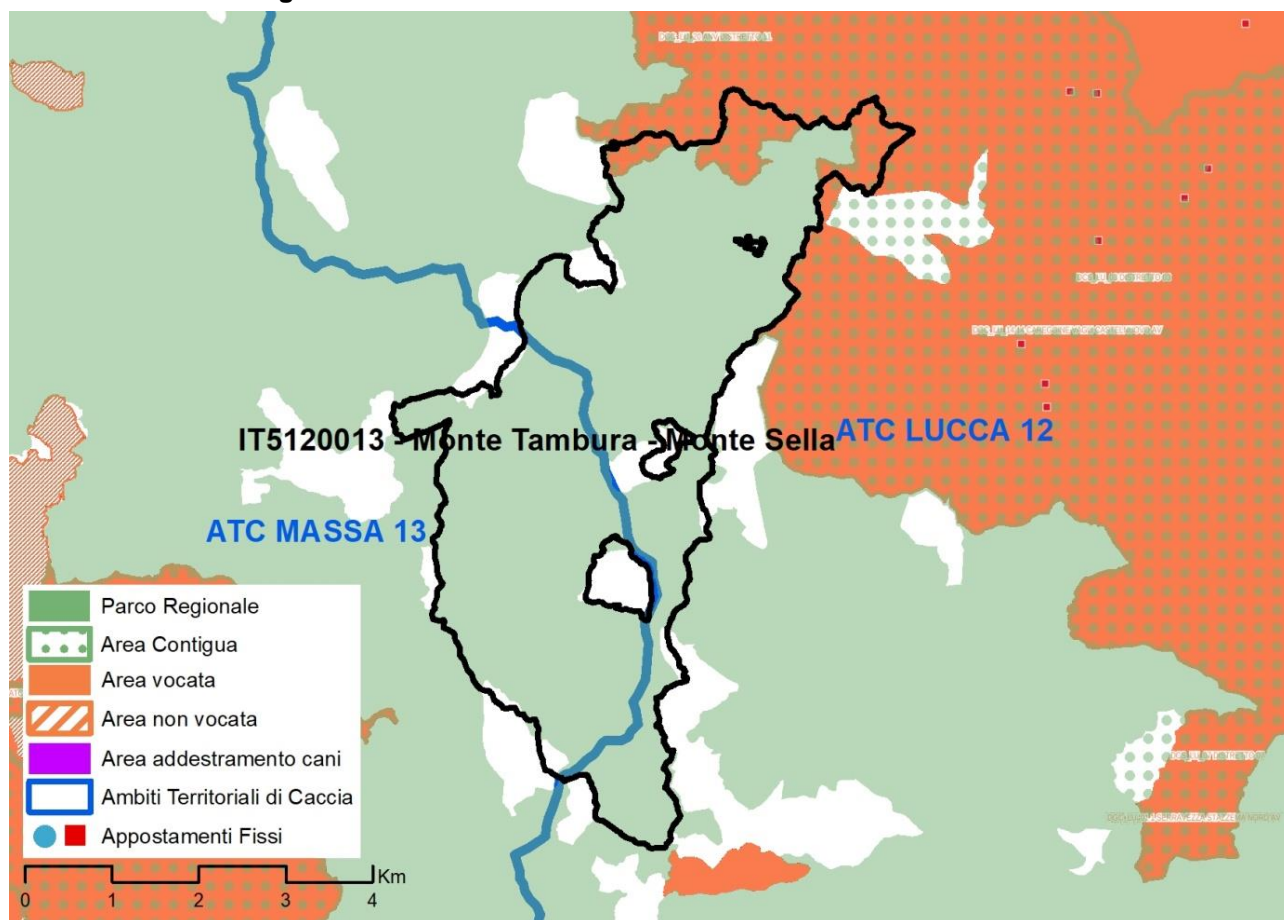 IT5120013 - Monte Tambura - Monte Sella
ATC LUCCA 12
ATC MASSA 13
Parco Regionale
Area Contigua
Area vocata
Area non vocata
Area addestramento cani
Ambiti Territoriali di Caccia
Appostamenti Fissi
Km
0 1 2 3 4